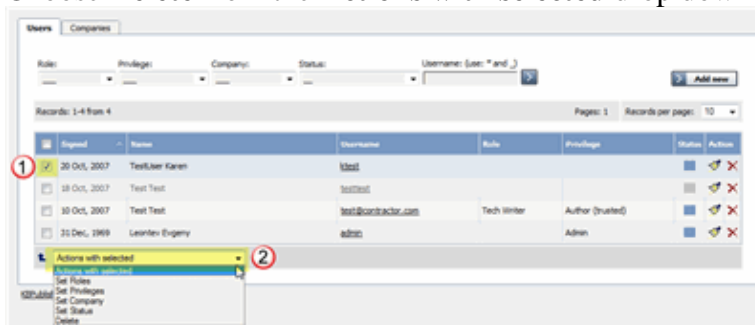 Users Companies
Role: Privilege: Company: Status: Username: (use: * and _)
Add new
Records: 1-4 from 4 Pages: 1 Records per page: 10
Signed Name Username Role Privilege Status Action
1 20 Oct, 2007 TestUser Karen ktest
18 Oct, 2007 Test Test testtest
10 Oct, 2007 Test Test test@contractor.com Tech Writer Author (trusted)
31 Dec, 1969 Leontev Evgeny admin Admin
Actions with selected 2
Actions with selected
Set Roles
Set Privileges
Set Company
Set Status
Delete